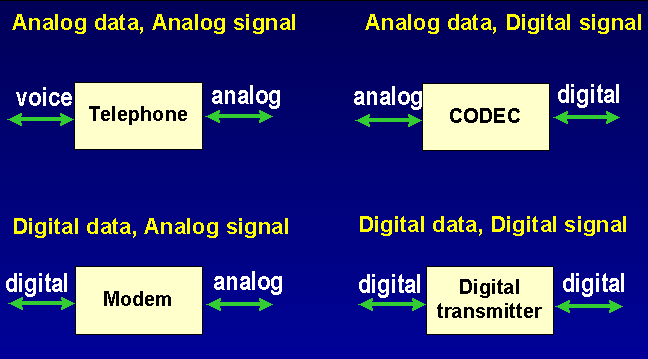 Analog data, Analog signal
voice
Telephone
analog
Analog data, Digital signal
analog
CODEC
digital
Digital data, Analog signal
digital
Modem
analog
Digital data, Digital signal
digital
Digital
transmitter
digital